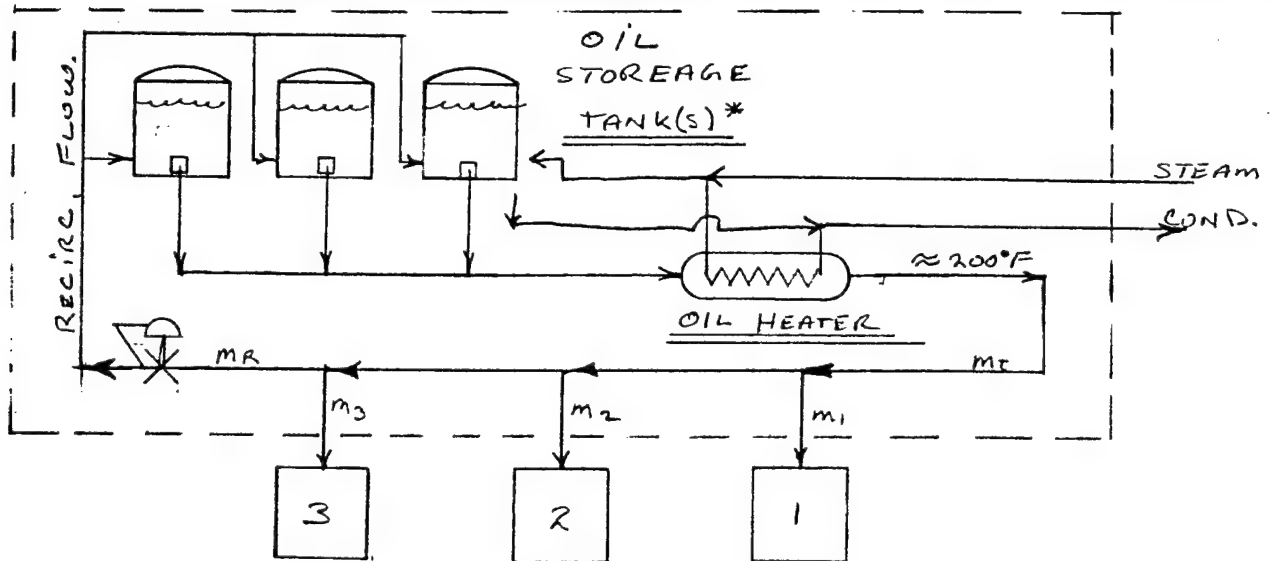 OIL
STOREAGE
TANK(S)*
RECIRC. FLOW.
STEAM
COND.
≈200°F
OIL HEATER
mR
mT
m3
m2
m1
3
2
1